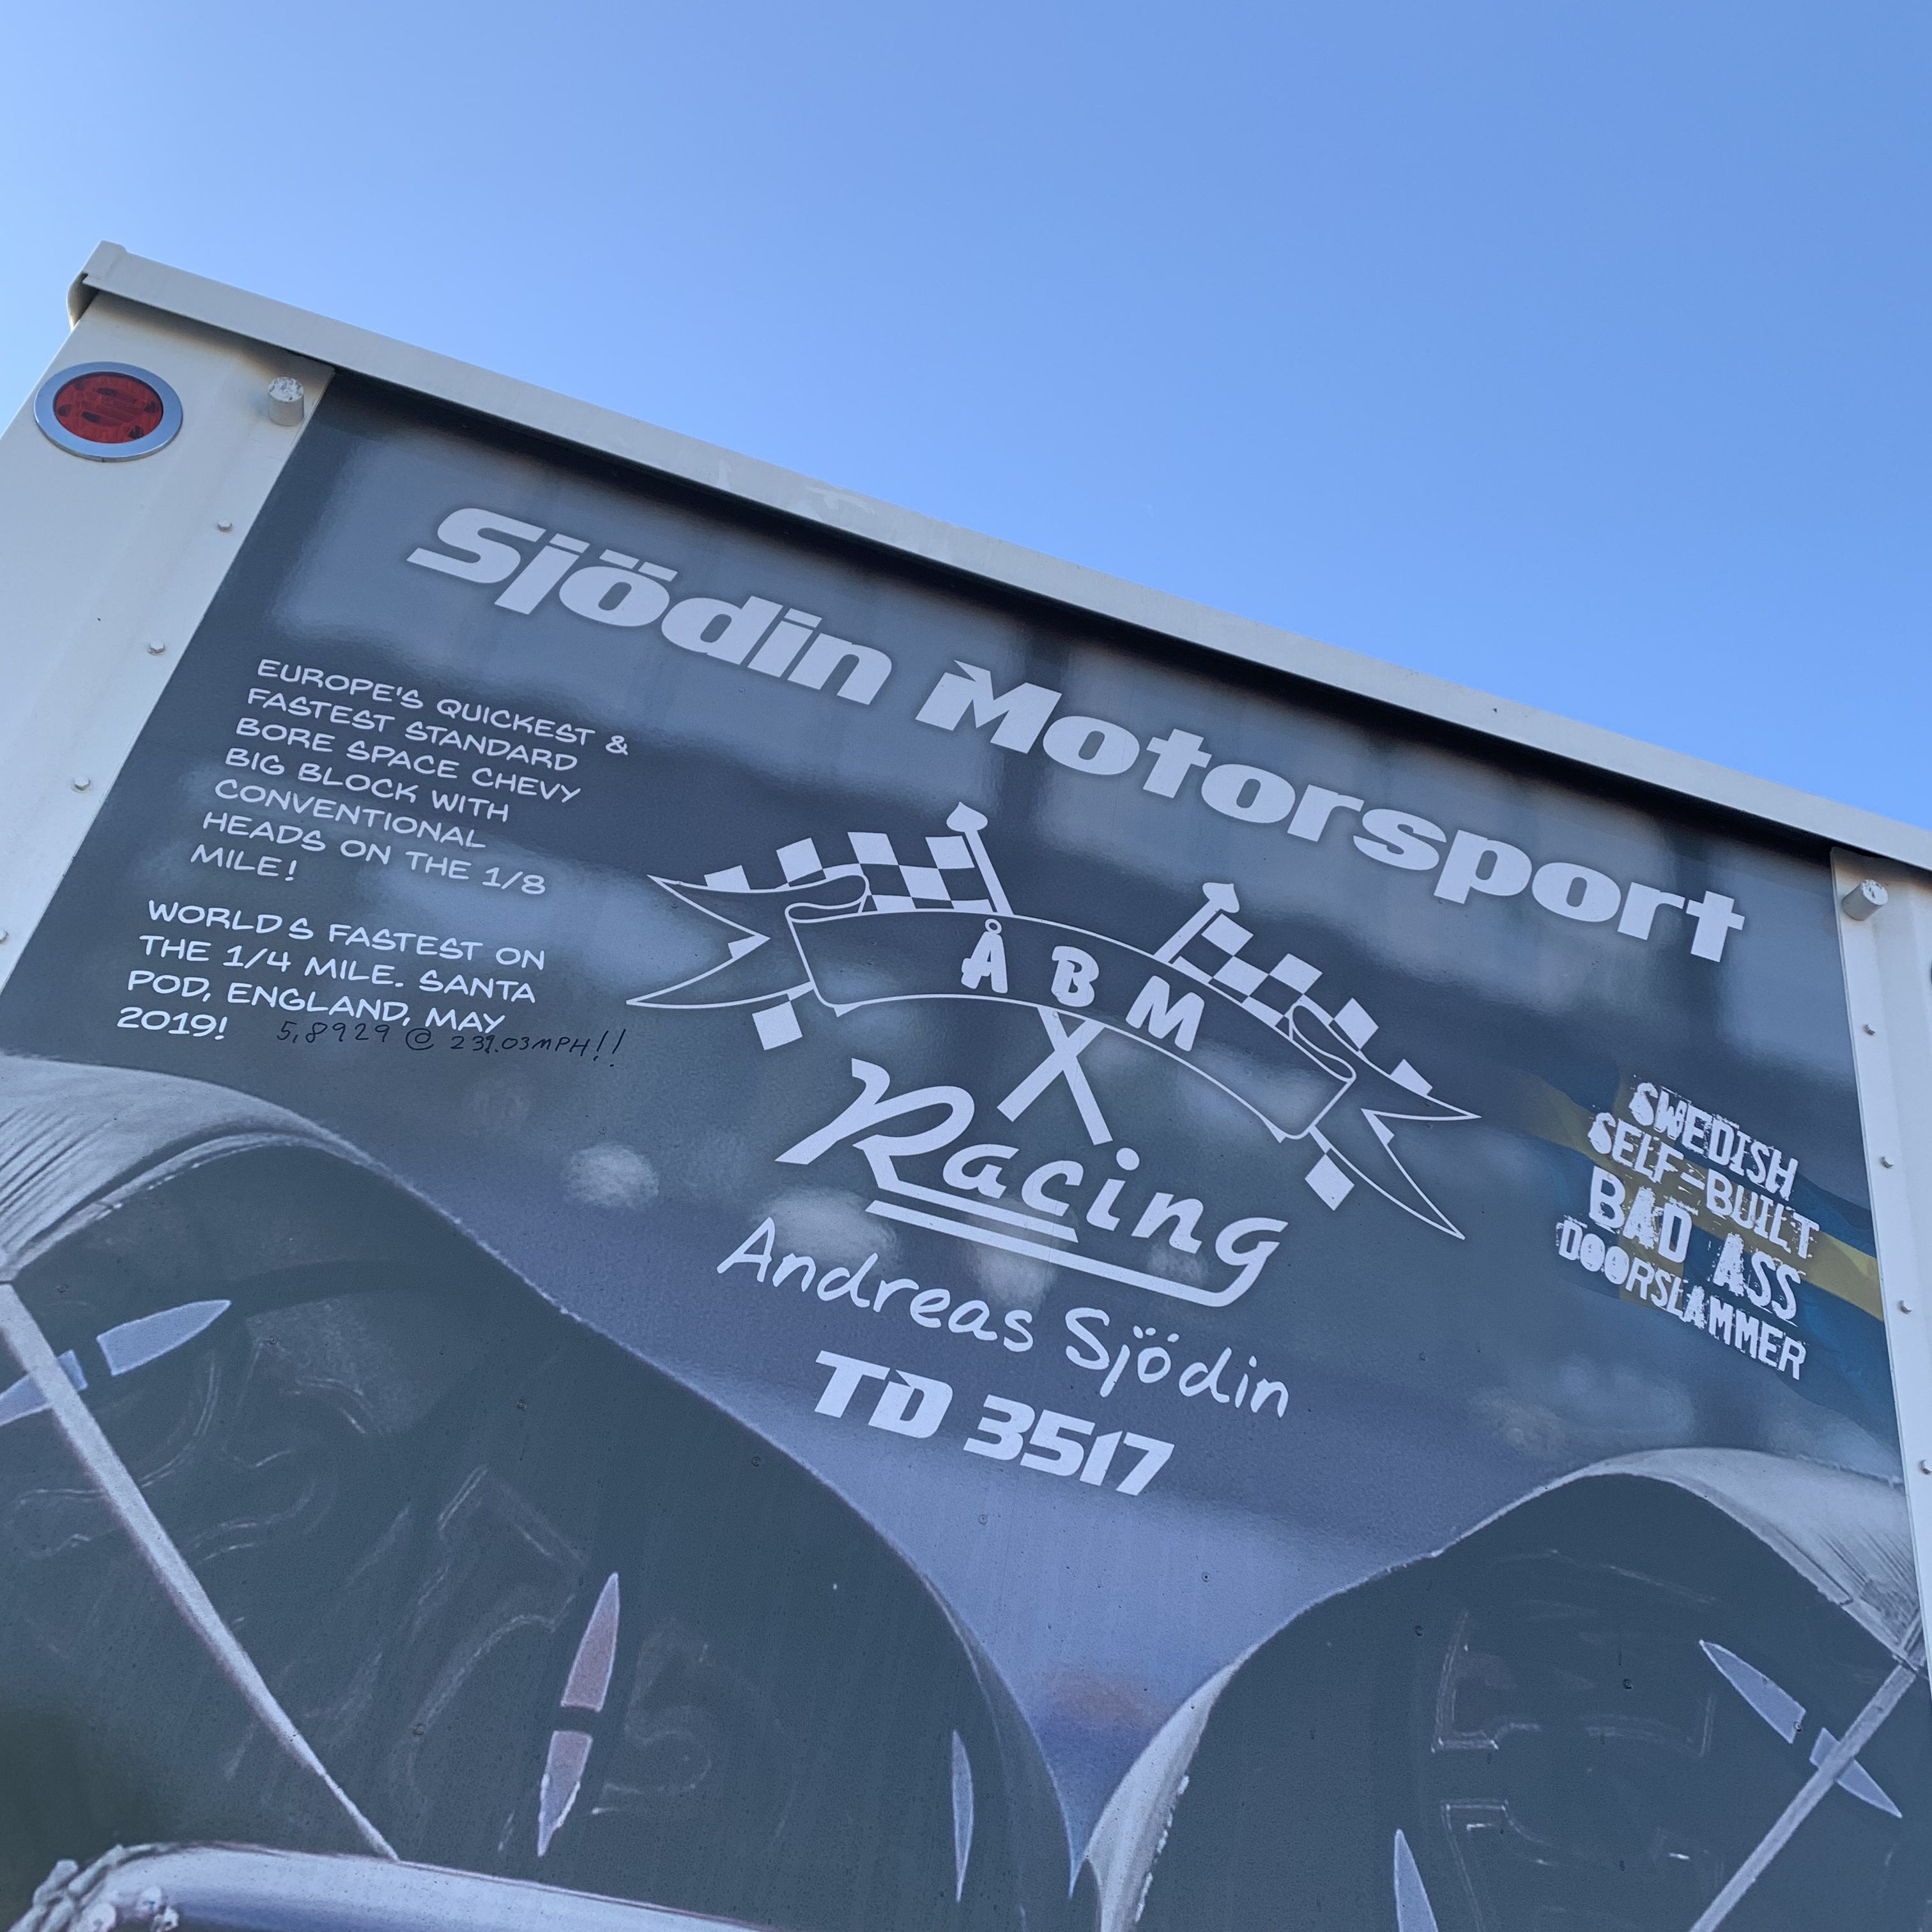 Sjödin Motorsport
EUROPE'S QUICKEST &
FASTEST STANDARD
BORE SPACE CHEVY
BIG BLOCK WITH
CONVENTIONAL
HEADS ON THE 1/8
MILE!
WORLDS FASTEST ON
THE 1/4 MILE. SANTA
POD, ENGLAND, MAY
2019! 5,8929 @ 239.03MPH!!
ÅBM
Racing
Andreas Sjödin
TD 3517
SWEDISH
SELF-BUILT
BAD ASS
DOORSLAMMER